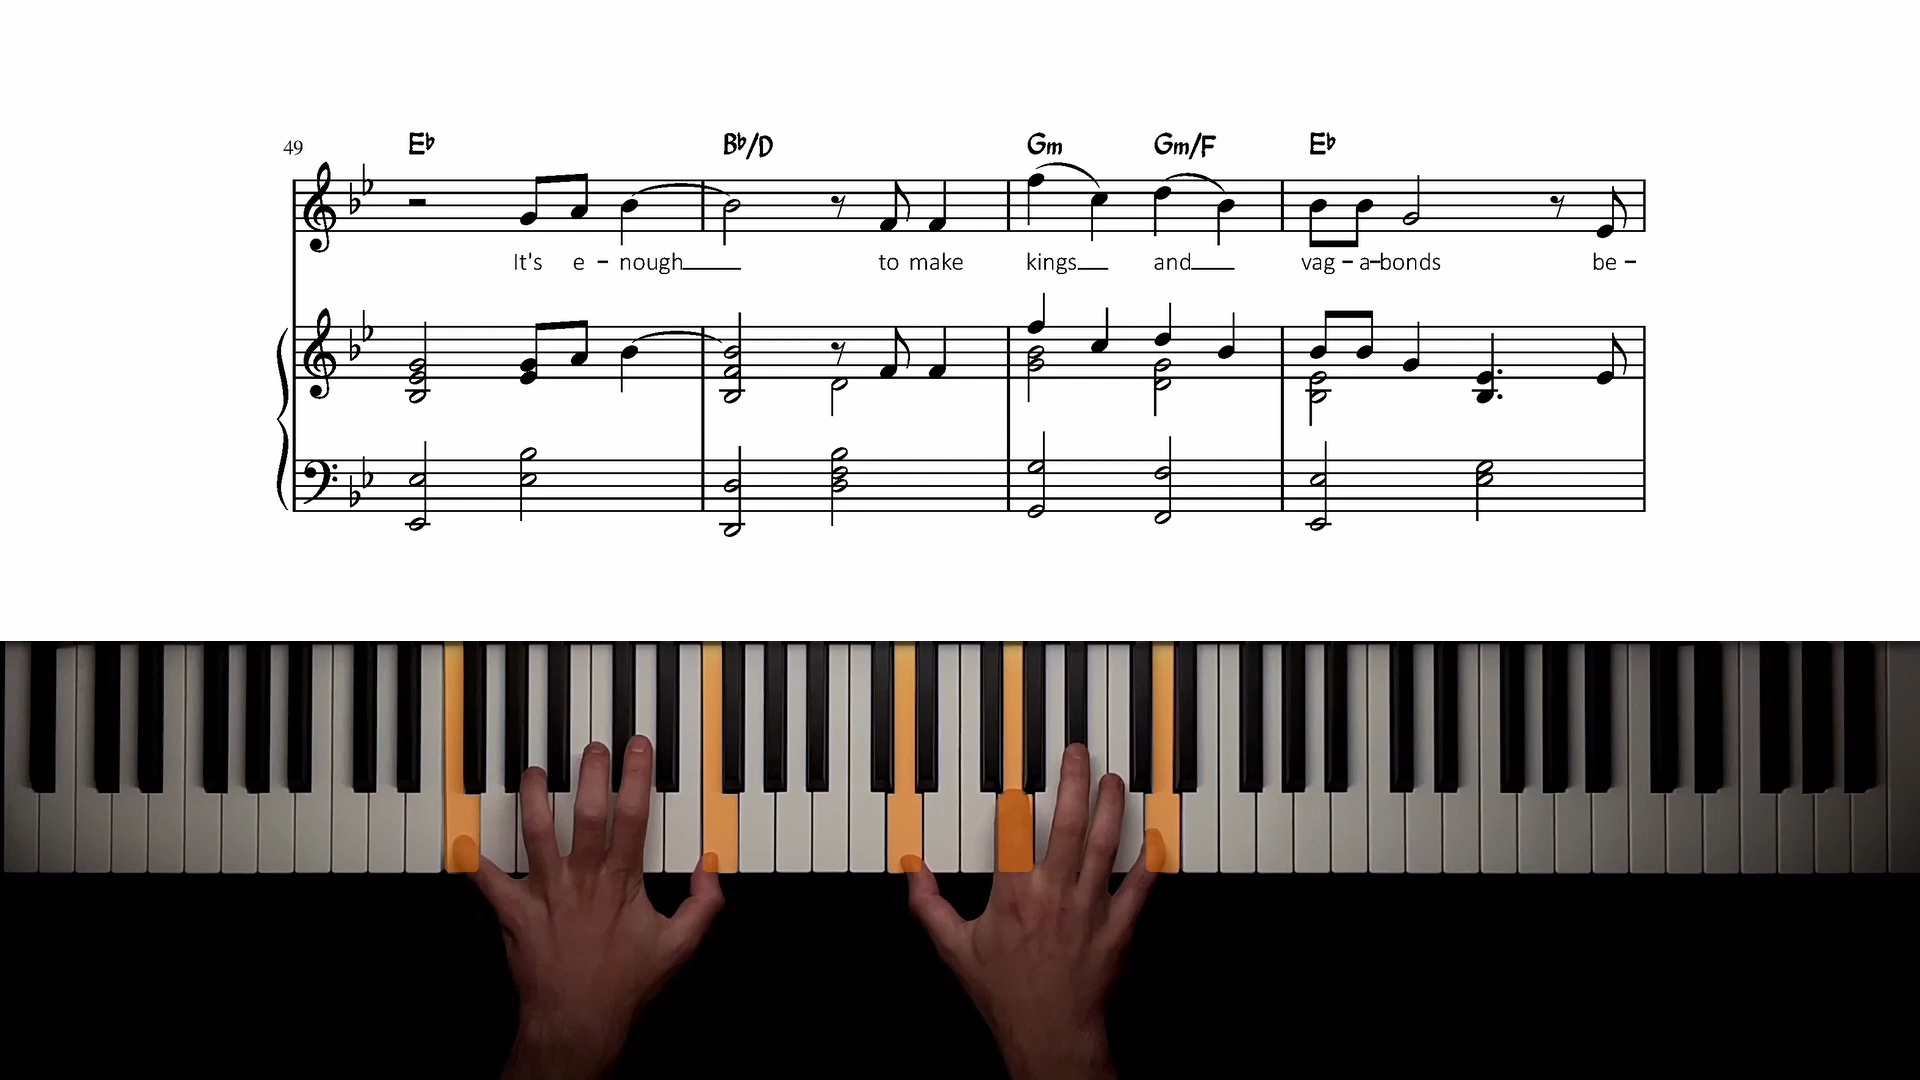 49 E♭ B♭/D Gm Gm/F E♭
It's e - nough to make kings and vag - a - bonds be -